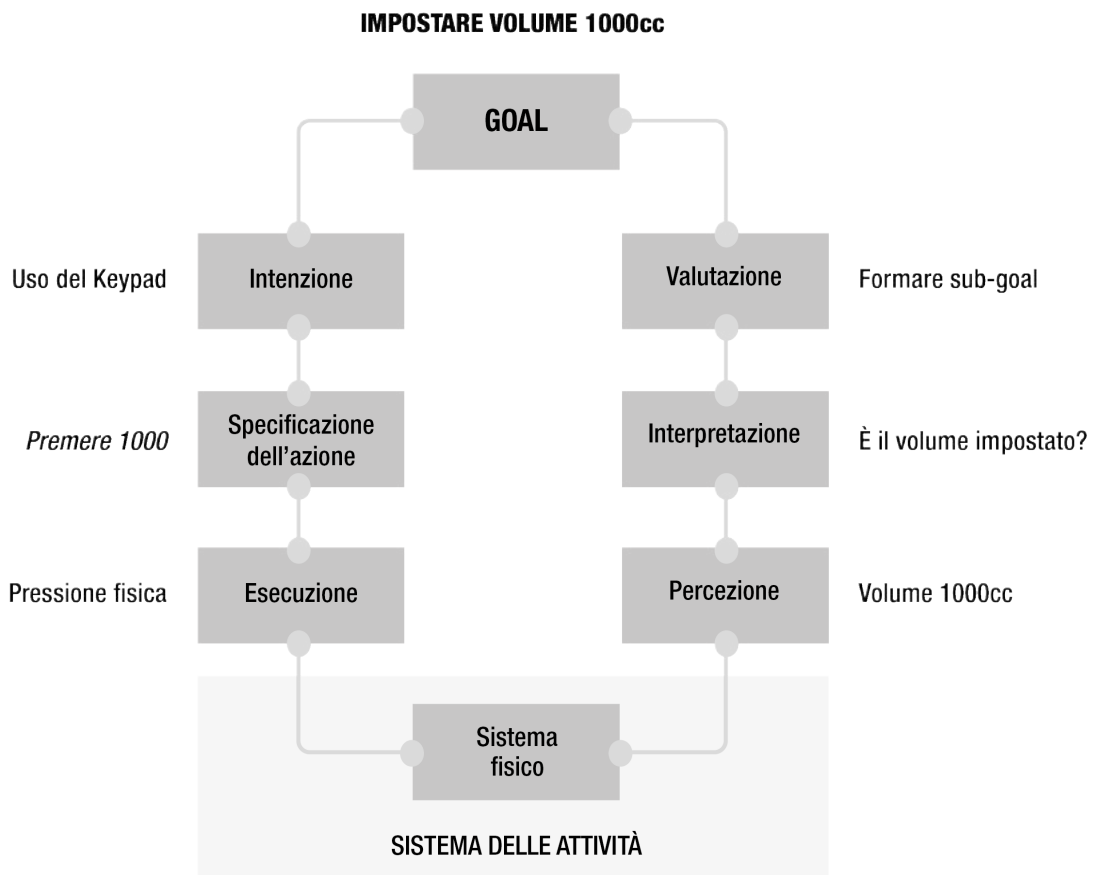 IMPOSTARE VOLUME 1000cc
GOAL
Uso del Keypad
Intenzione
Valutazione
Formare sub-goal
Premere 1000
Specificazione
dell'azione
Interpretazione
È il volume impostato?
Pressione fisica
Esecuzione
Percezione
Volume 1000cc
Sistema
fisico
SISTEMA DELLE ATTIVITÀ